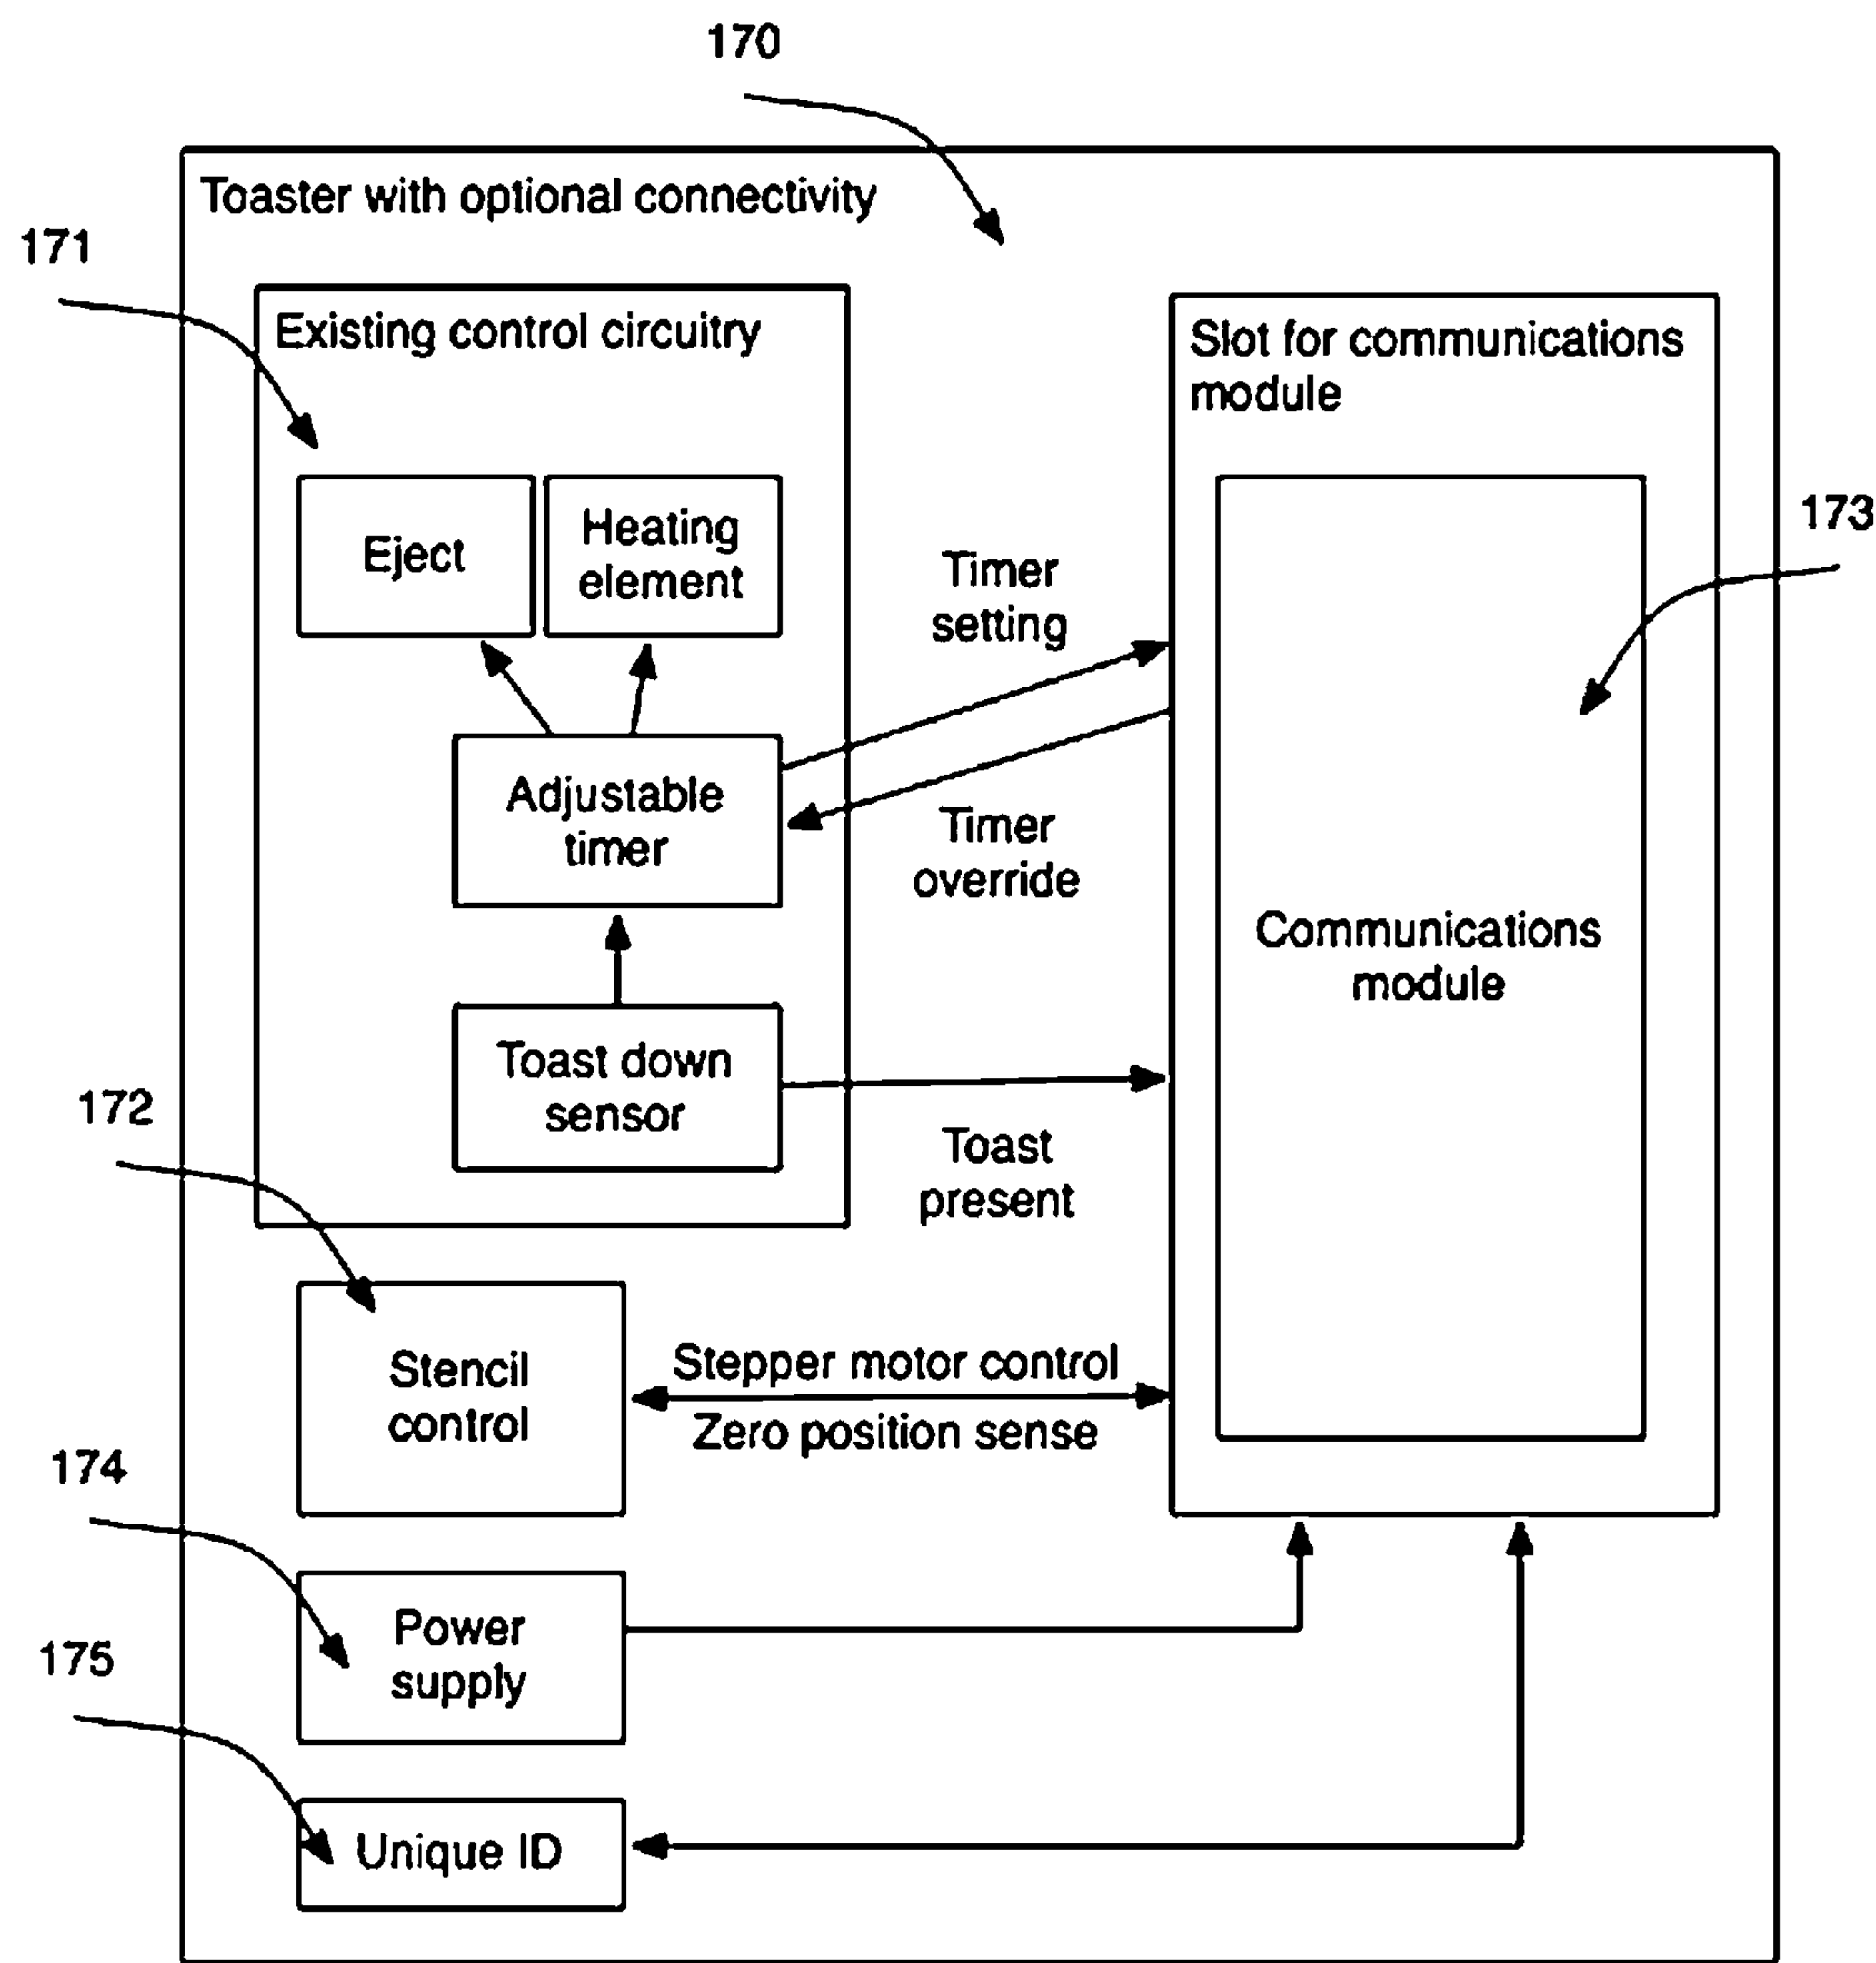 170
Toaster with optional connectivity
171
Existing control circuitry
Slot for communications
module
Eject
Heating
element
173
Timer
setting
Adjustable
timer
Timer
override
Communications
module
Toast down
sensor
172
Toast
present
Stencil
control
Stepper motor control
Zero position sense
174
Power
supply
175
Unique ID